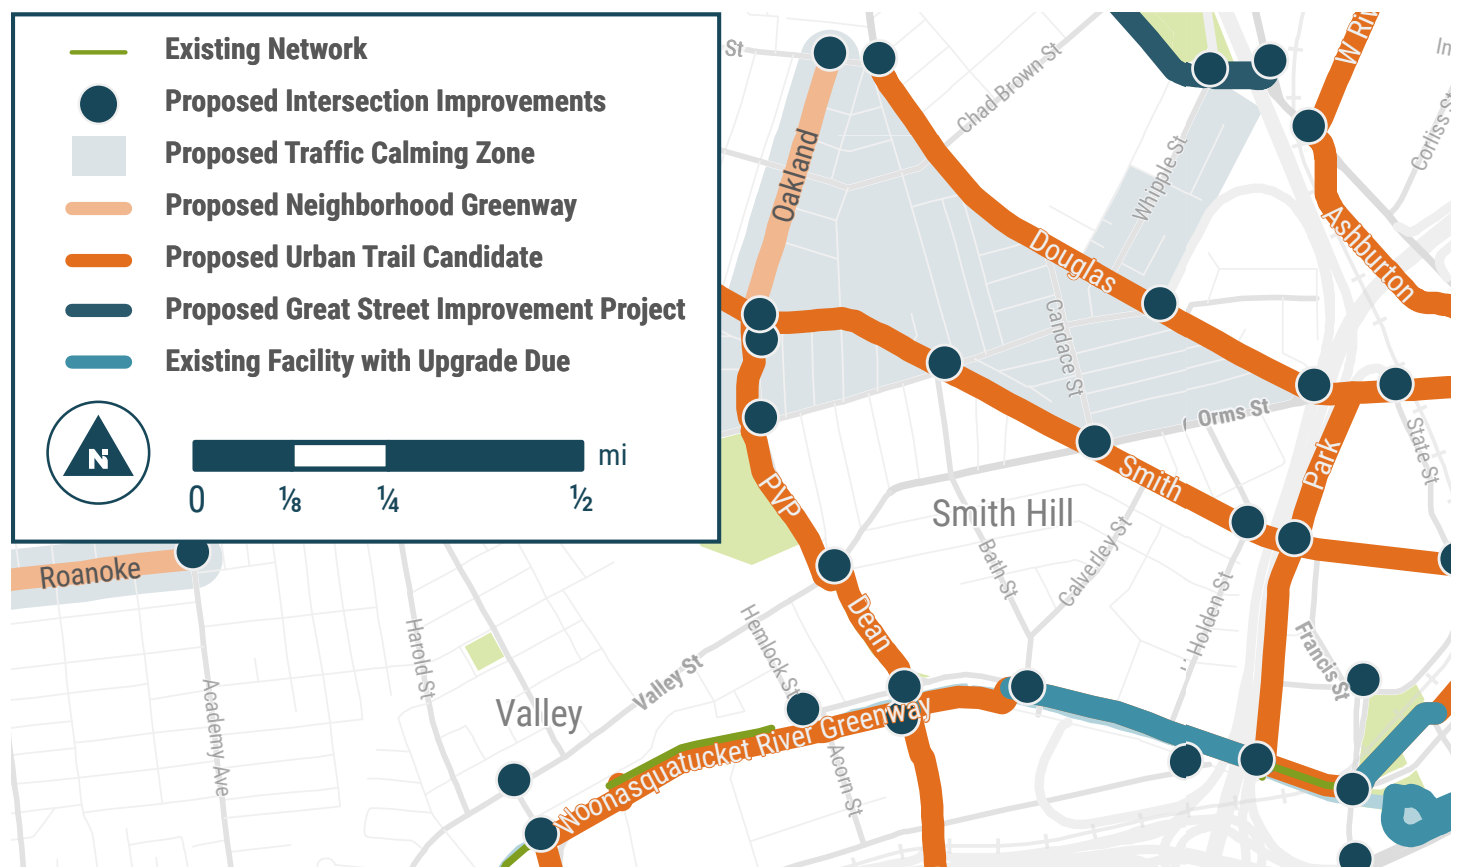 Existing Network
Proposed Intersection Improvements
Proposed Traffic Calming Zone
Proposed Neighborhood Greenway
Proposed Urban Trail Candidate
Proposed Great Street Improvement Project
Existing Facility with Upgrade Due
N
mi
0
⅛
¼
½
St
Oakland
Chad Brown St
Whipple St
W Ri
In
Corliss St
Ashburton
Douglas
Candace St
Orms St
State St
Park
Smith
Smith Hill
PVP
Bath St
Calverley St
Holden St
Francis St
Dean
Hemlock St
Valley St
Valley
Harold St
Roanoke
Academy Ave
Woonasquatucket River Greenway
Acorn St